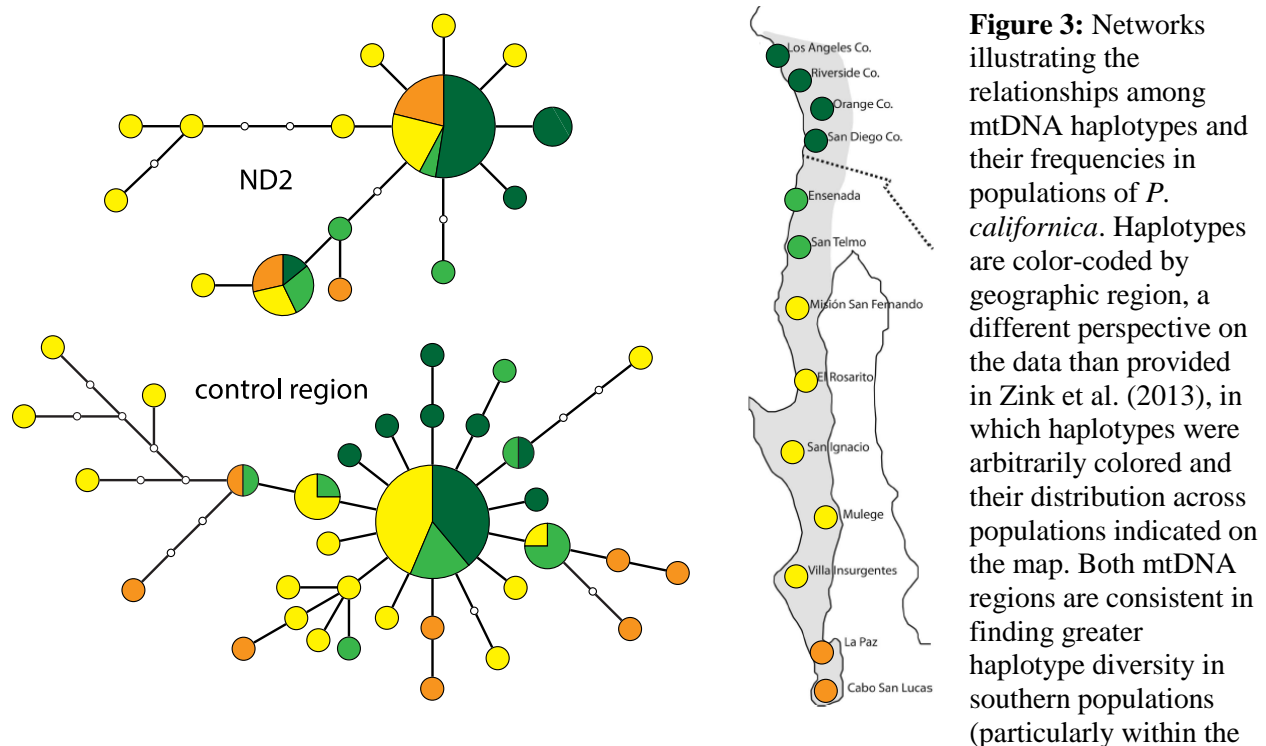 ND2
control region
Los Angeles Co.
Riverside Co.
Orange Co.
San Diego Co.
Ensenada
San Telmo
Misión San Fernando
El Rosarito
San Ignacio
Mulege
Villa Insurgentes
La Paz
Cabo San Lucas
Figure 3: Networks
illustrating the
relationships among
mtDNA haplotypes and
their frequencies in
populations of P.
californica. Haplotypes
are color-coded by
geographic region, a
different perspective on
the data than provided
in Zink et al. (2013), in
which haplotypes were
arbitrarily colored and
their distribution across
populations indicated on
the map. Both mtDNA
regions are consistent in
finding greater
haplotype diversity in
southern populations
(particularly within the